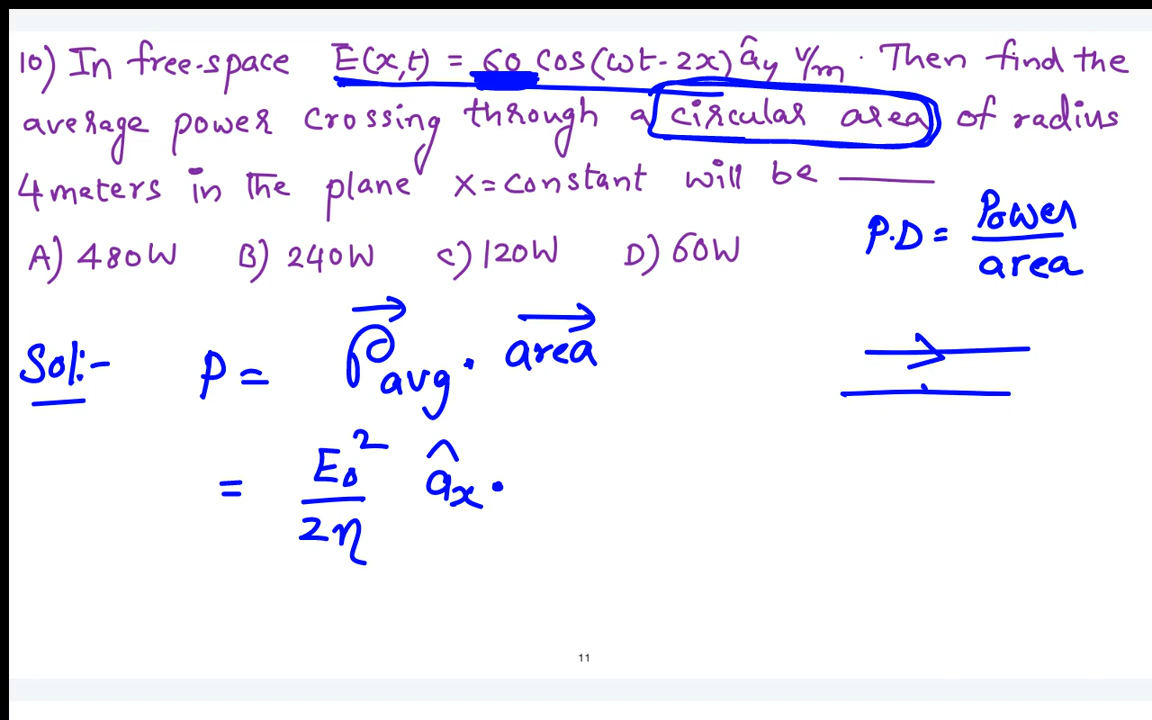 10) In free-space E(x,t) = 60 cos(ωt-2x) ây V/m. Then find the
average power crossing through a circular area of radius
4 meters in the plane x=constant will be ____
A) 480W B) 240W C) 120W D) 60W
P.D = Power/area
Sol:- P = 𝒫avg . area
= E0²/2η âx .
11